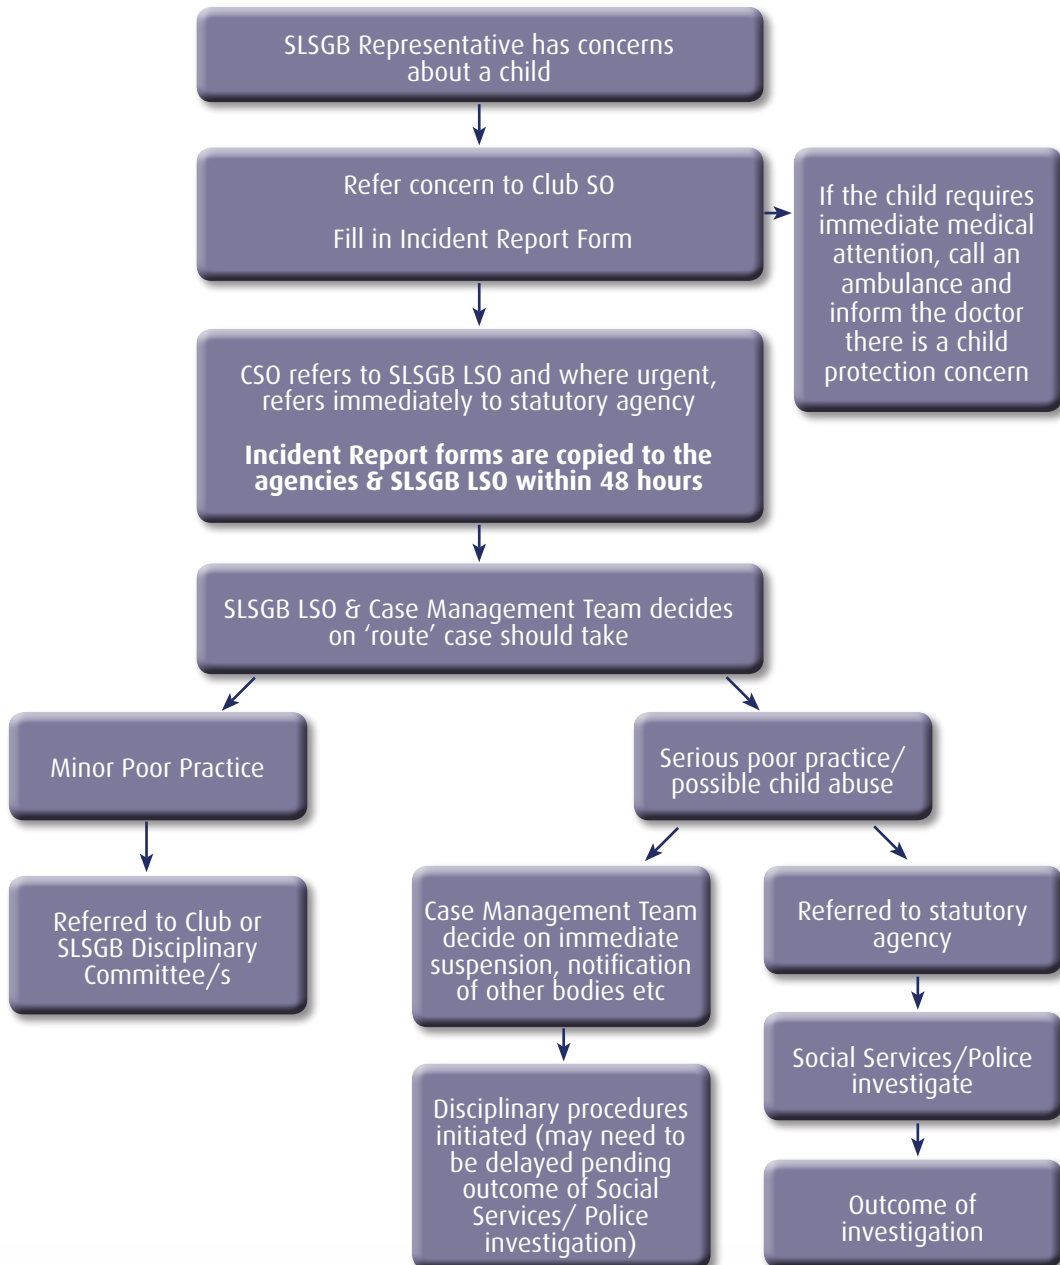 SLSGB Representative has concerns
about a child
Refer concern to Club SO
Fill in Incident Report Form
If the child requires
immediate medical
attention, call an
ambulance and
inform the doctor
there is a child
protection concern
CSO refers to SLSGB LSO and where urgent,
refers immediately to statutory agency
Incident Report forms are copied to the
agencies & SLSGB LSO within 48 hours
SLSGB LSO & Case Management Team decides
on ‘route’ case should take
Minor Poor Practice
Serious poor practice/
possible child abuse
Referred to Club or
SLSGB Disciplinary
Committee/s
Case Management Team
decide on immediate
suspension, notification
of other bodies etc
Referred to statutory
agency
Social Services/Police
investigate
Disciplinary procedures
initiated (may need to
be delayed pending
outcome of Social
Services/ Police
investigation)
Outcome of
investigation